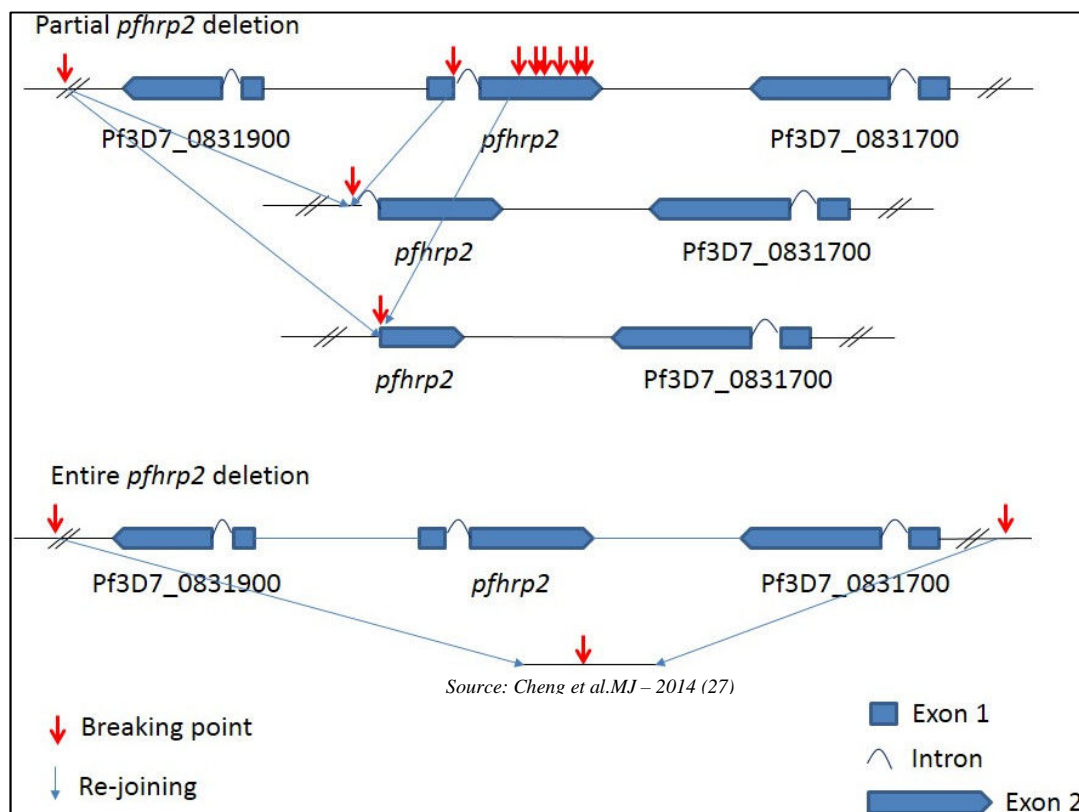 Partial pfhrp2 deletion
Pf3D7_0831900
pfhrp2
Pf3D7_0831700
pfhrp2
Pf3D7_0831700
pfhrp2
Pf3D7_0831700
Entire pfhrp2 deletion
Pf3D7_0831900
pfhrp2
Pf3D7_0831700
Source: Cheng et al.MJ – 2014 (27)
Breaking point
Re-joining
Exon 1
Intron
Exon 2